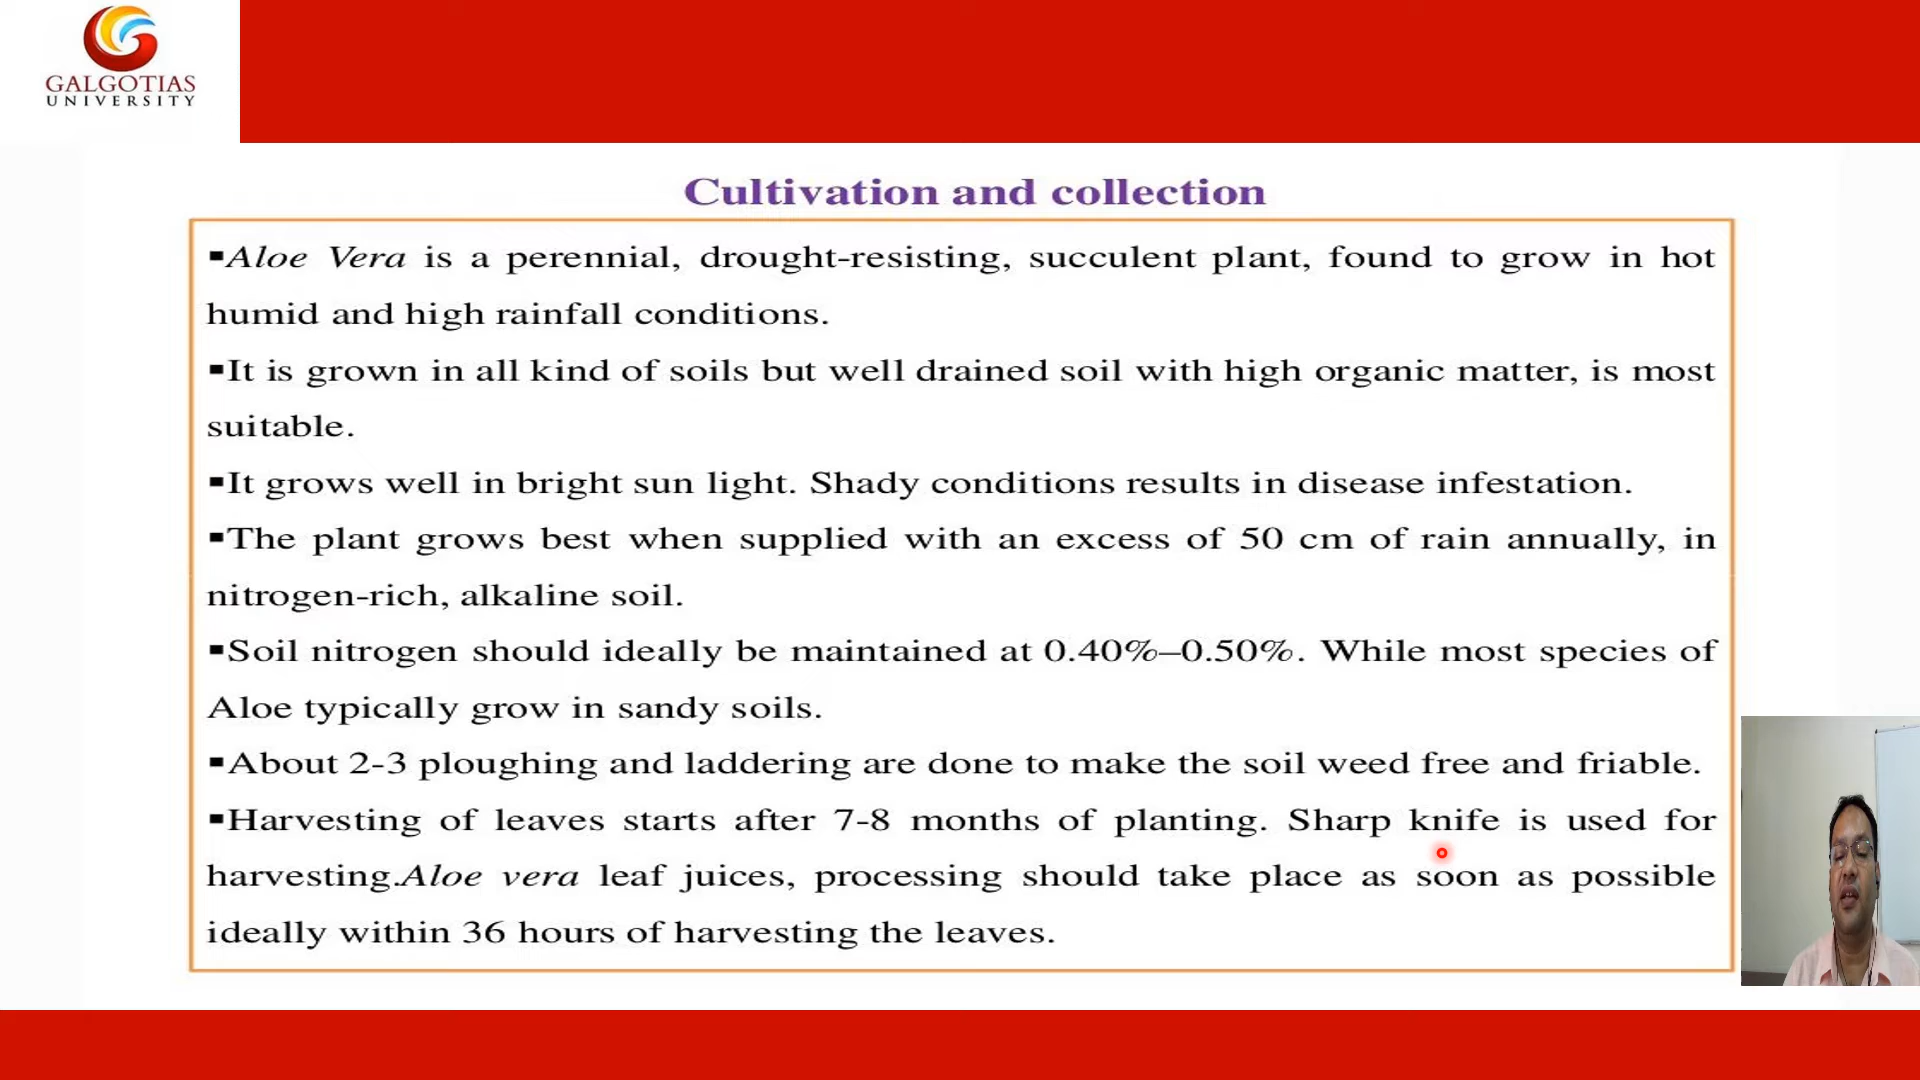 GALGOTIAS
UNIVERSITY
Cultivation and collection
▪Aloe Vera is a perennial, drought-resisting, succulent plant, found to grow in hot
humid and high rainfall conditions.
▪It is grown in all kind of soils but well drained soil with high organic matter, is most
suitable.
▪It grows well in bright sun light. Shady conditions results in disease infestation.
▪The plant grows best when supplied with an excess of 50 cm of rain annually, in
nitrogen-rich, alkaline soil.
▪Soil nitrogen should ideally be maintained at 0.40%–0.50%. While most species of
Aloe typically grow in sandy soils.
▪About 2-3 ploughing and laddering are done to make the soil weed free and friable.
▪Harvesting of leaves starts after 7-8 months of planting. Sharp knife is used for
harvesting.Aloe vera leaf juices, processing should take place as soon as possible
ideally within 36 hours of harvesting the leaves.